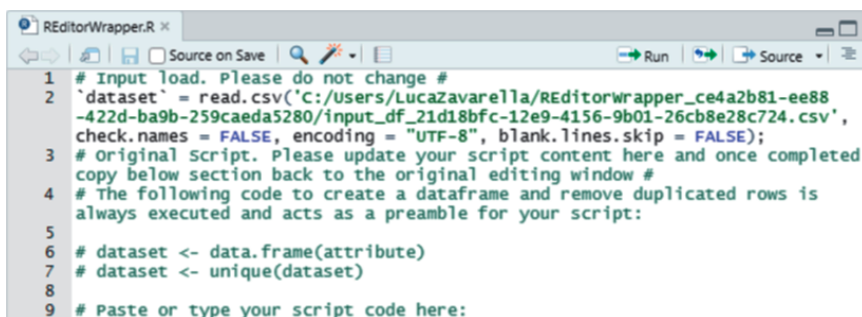 REditorWrapper.R
Source on Save Run Source
1 # Input load. Please do not change #
2 `dataset` = read.csv('C:/Users/LucaZavarella/REditorWrapper_ce4a2b81-ee88
-422d-ba9b-259caeda5280/input_df_21d18bfc-12e9-4156-9b01-26cb8e28c724.csv',
check.names = FALSE, encoding = "UTF-8", blank.lines.skip = FALSE);
3 # Original Script. Please update your script content here and once completed
copy below section back to the original editing window #
4 # The following code to create a dataframe and remove duplicated rows is
always executed and acts as a preamble for your script:
5
6 # dataset <- data.frame(attribute)
7 # dataset <- unique(dataset)
8
9 # Paste or type your script code here: